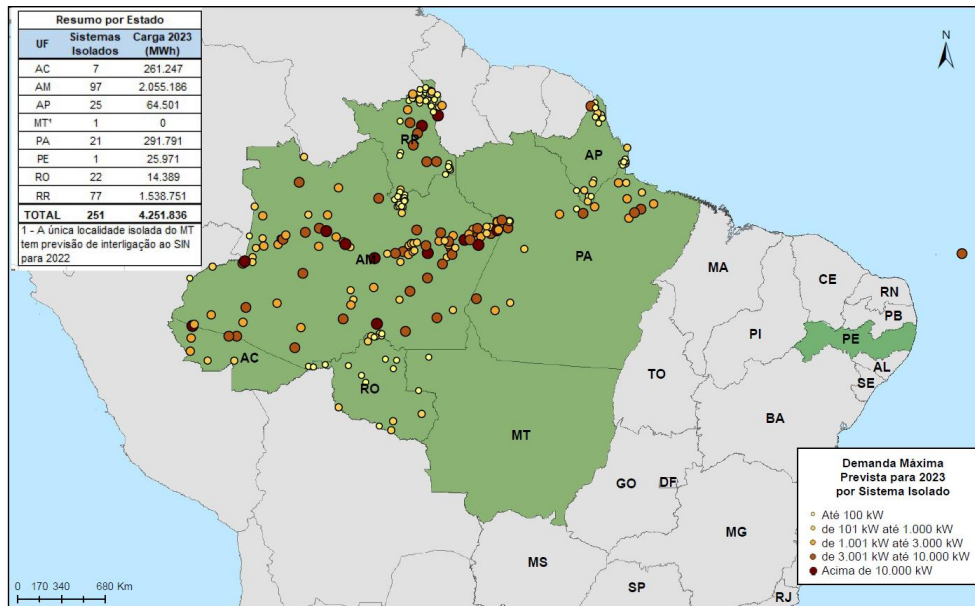 Resumo por Estado
UF Sistemas Isolados Carga 2023 (MWh)
AC 7 261.247
AM 97 2.055.186
AP 25 64.501
MT¹ 1 0
PA 21 291.791
PE 1 25.971
RO 22 14.389
RR 77 1.538.751
TOTAL 251 4.251.836
1 - A única localidade isolada do MT
tem previsão de interligação ao SIN
para 2022
N
RR
AP
AM
PA
MA
CE
RN
PB
PI
PE
AL
SE
AC
TO
RO
BA
MT
GO
DF
MG
MS
SP
RJ
Demanda Máxima
Prevista para 2023
por Sistema Isolado
Até 100 kW
de 101 kW até 1.000 kW
de 1.001 kW até 3.000 kW
de 3.001 kW até 10.000 kW
Acima de 10.000 kW
0 170 340 680 Km